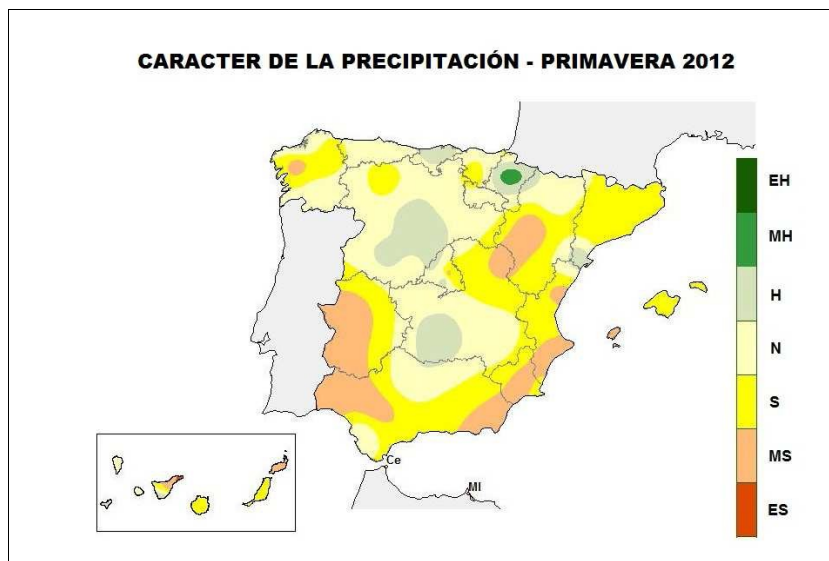 CARACTER DE LA PRECIPITACIÓN - PRIMAVERA 2012
EH
MH
H
N
S
MS
ES
Ce
Ml